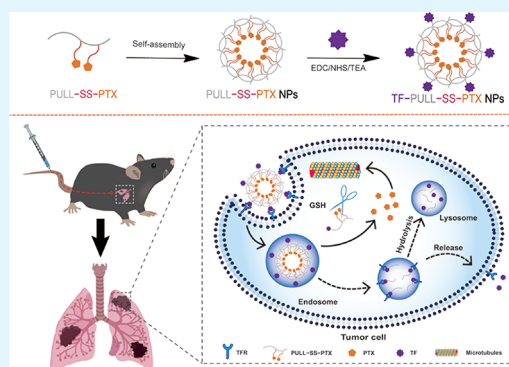 Self-assembly
EDC/NHS/TEA
PULL-SS-PTX
PULL-SS-PTX NPs
TF-PULL-SS-PTX NPs
GSH
Lysosome
Hydrolysis
Release
Endosome
Tumor cell
TFR
PULL-SS-PTX
PTX
TF
Microtubules